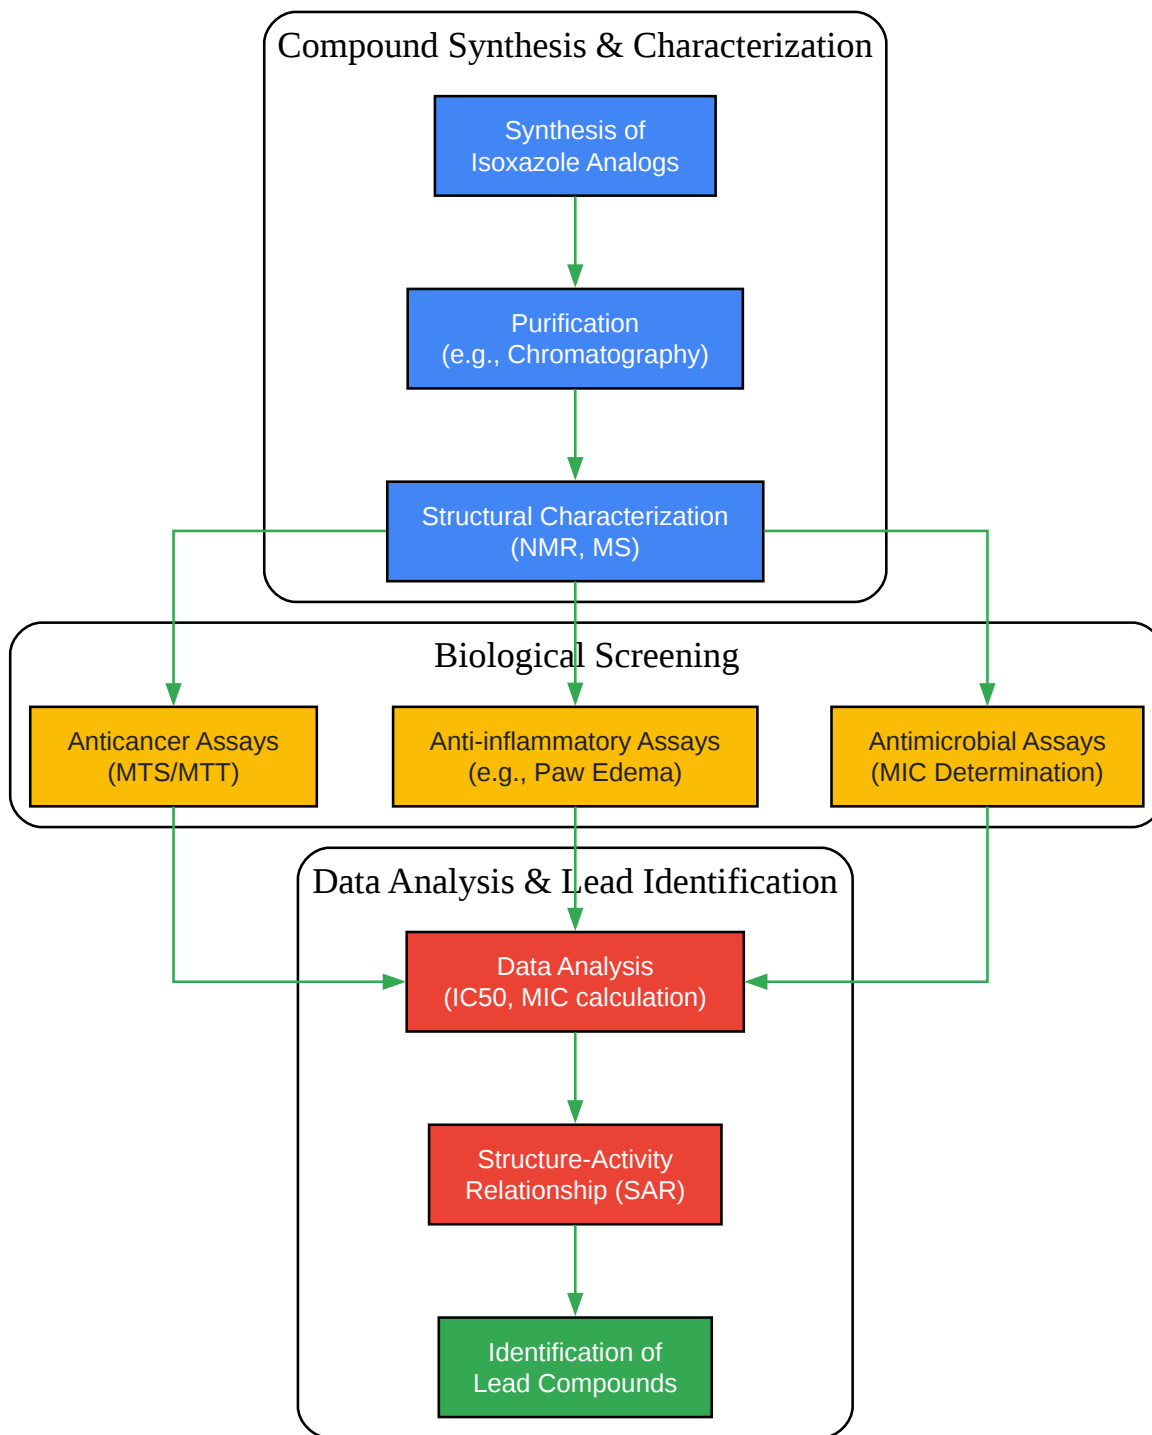 Compound Synthesis & Characterization
Synthesis of
Isoxazole Analogs
Purification
(e.g., Chromatography)
Structural Characterization
(NMR, MS)
Biological Screening
Anticancer Assays
(MTS/MTT)
Anti-inflammatory Assays
(e.g., Paw Edema)
Antimicrobial Assays
(MIC Determination)
Data Analysis & Lead Identification
Data Analysis
(IC50, MIC calculation)
Structure-Activity
Relationship (SAR)
Identification of
Lead Compounds